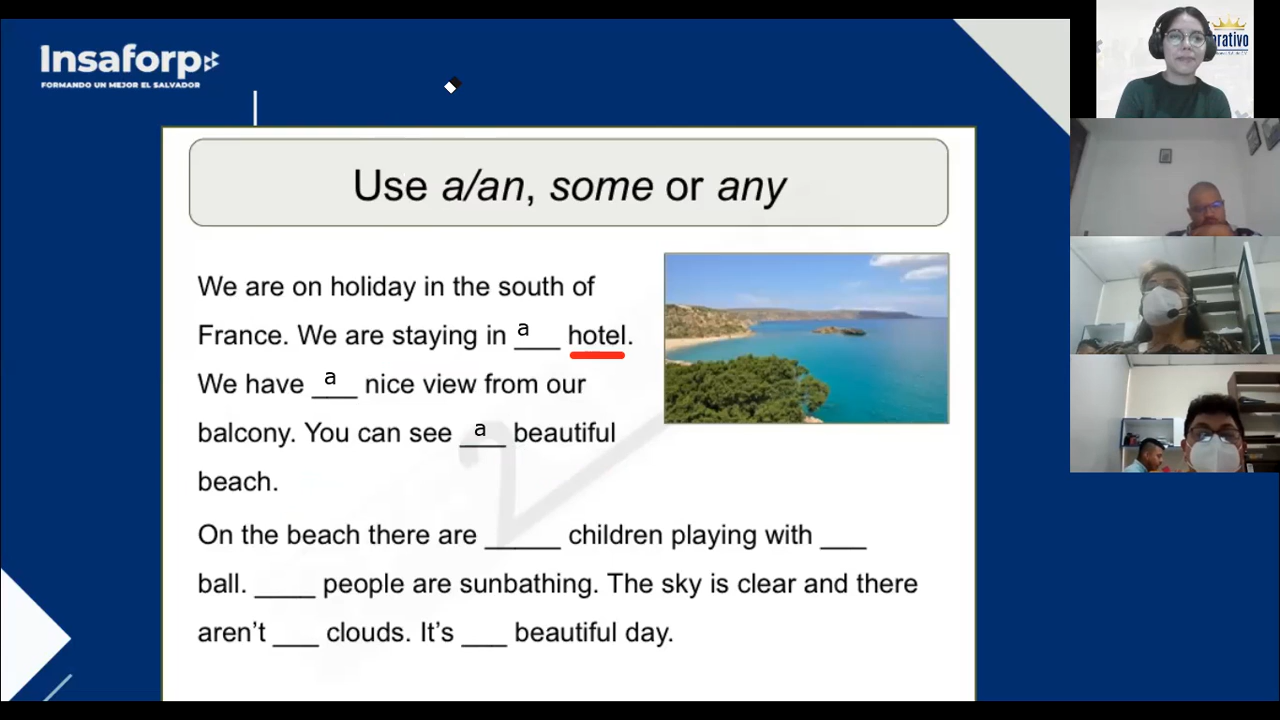 Insaforp
FORMANDO UN MEJOR EL SALVADOR
rativo
Use a/an, some or any
We are on holiday in the south of
France. We are staying in a hotel.
We have a nice view from our
balcony. You can see a beautiful
beach.
On the beach there are _____ children playing with ___
ball. ____ people are sunbathing. The sky is clear and there
aren’t ___ clouds. It’s ___ beautiful day.